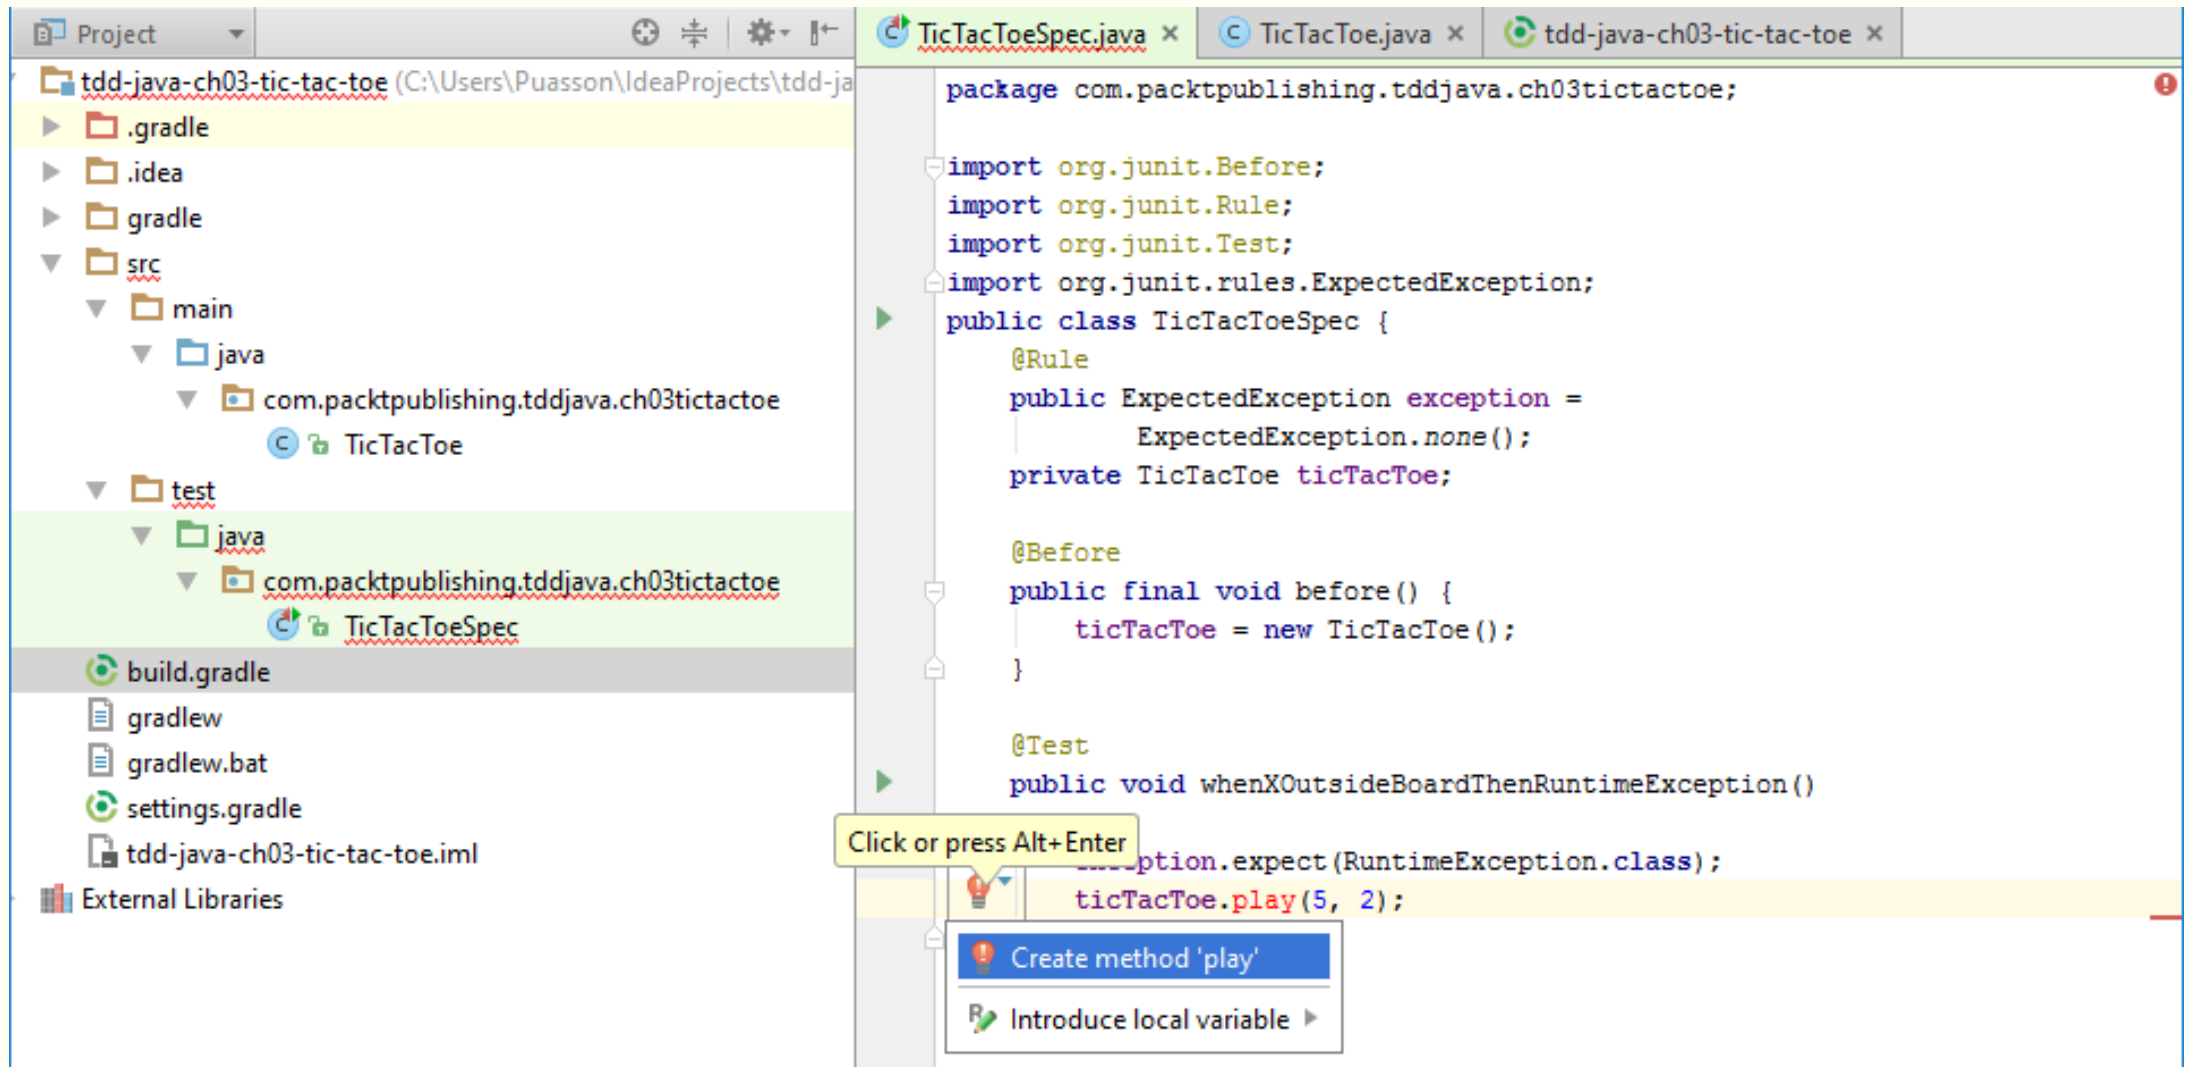 Project
tdd-java-ch03-tic-tac-toe (C:\Users\Puasson\IdeaProjects\tdd-ja
.gradle
.idea
gradle
src
main
java
com.packtpublishing.tddjava.ch03tictactoe
TicTacToe
test
java
com.packtpublishing.tddjava.ch03tictactoe
TicTacToeSpec
build.gradle
gradlew
gradlew.bat
settings.gradle
tdd-java-ch03-tic-tac-toe.iml
External Libraries
TicTacToeSpec.java × TicTacToe.java × tdd-java-ch03-tic-tac-toe ×
package com.packtpublishing.tddjava.ch03tictactoe;
import org.junit.Before;
import org.junit.Rule;
import org.junit.Test;
import org.junit.rules.ExpectedException;
public class TicTacToeSpec {
@Rule
public ExpectedException exception =
ExpectedException.none();
private TicTacToe ticTacToe;
@Before
public final void before() {
ticTacToe = new TicTacToe();
}
@Test
public void whenXOutsideBoardThenRuntimeException()
Click or press Alt+Enter
exception.expect(RuntimeException.class);
ticTacToe.play(5, 2);
Create method 'play'
Introduce local variable